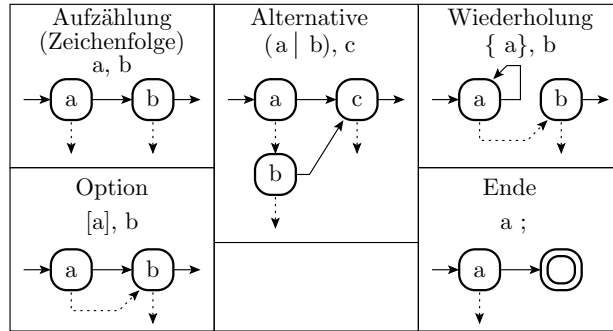 Aufzählung
(Zeichenfolge)
a, b
a
b
Alternative
(a | b), c
a
c
b
Wiederholung
{ a}, b
a
b
Option
[a], b
a
b
Ende
a ;
a